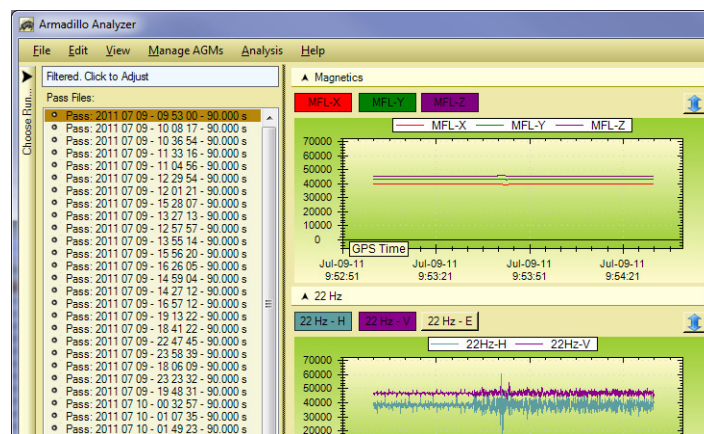 Armadillo Analyzer
File Edit View Manage AGMs Analysis Help
Choose Run...
Filtered. Click to Adjust
Pass Files:
Pass: 2011 07 09 - 09 53 00 - 90.000 s
Pass: 2011 07 09 - 10 08 17 - 90.000 s
Pass: 2011 07 09 - 10 36 54 - 90.000 s
Pass: 2011 07 09 - 11 33 16 - 90.000 s
Pass: 2011 07 09 - 11 04 56 - 90.000 s
Pass: 2011 07 09 - 12 29 54 - 90.000 s
Pass: 2011 07 09 - 12 01 21 - 90.000 s
Pass: 2011 07 09 - 15 28 07 - 90.000 s
Pass: 2011 07 09 - 13 27 13 - 90.000 s
Pass: 2011 07 09 - 12 57 57 - 90.000 s
Pass: 2011 07 09 - 13 55 14 - 90.000 s
Pass: 2011 07 09 - 15 56 20 - 90.000 s
Pass: 2011 07 09 - 16 26 05 - 90.000 s
Pass: 2011 07 09 - 14 59 04 - 90.000 s
Pass: 2011 07 09 - 14 27 12 - 90.000 s
Pass: 2011 07 09 - 16 57 12 - 90.000 s
Pass: 2011 07 09 - 19 13 22 - 90.000 s
Pass: 2011 07 09 - 18 41 22 - 90.000 s
Pass: 2011 07 09 - 22 47 45 - 90.000 s
Pass: 2011 07 09 - 23 58 39 - 90.000 s
Pass: 2011 07 09 - 18 06 09 - 90.000 s
Pass: 2011 07 09 - 23 23 32 - 90.000 s
Pass: 2011 07 09 - 19 48 31 - 90.000 s
Pass: 2011 07 10 - 00 32 57 - 90.000 s
Pass: 2011 07 10 - 01 07 35 - 90.000 s
Pass: 2011 07 10 - 01 49 23 - 90.000 s
Magnetics
MFL-X MFL-Y MFL-Z
MFL-X MFL-Y MFL-Z
70000
60000
50000
40000
30000
20000
10000
0
GPS Time
Jul-09-11 Jul-09-11 Jul-09-11 Jul-09-11
9:52:51 9:53:21 9:53:51 9:54:21
22 Hz
22 Hz - H 22 Hz - V 22 Hz - E
22Hz-H 22Hz-V
70000
60000
50000
40000
30000
20000